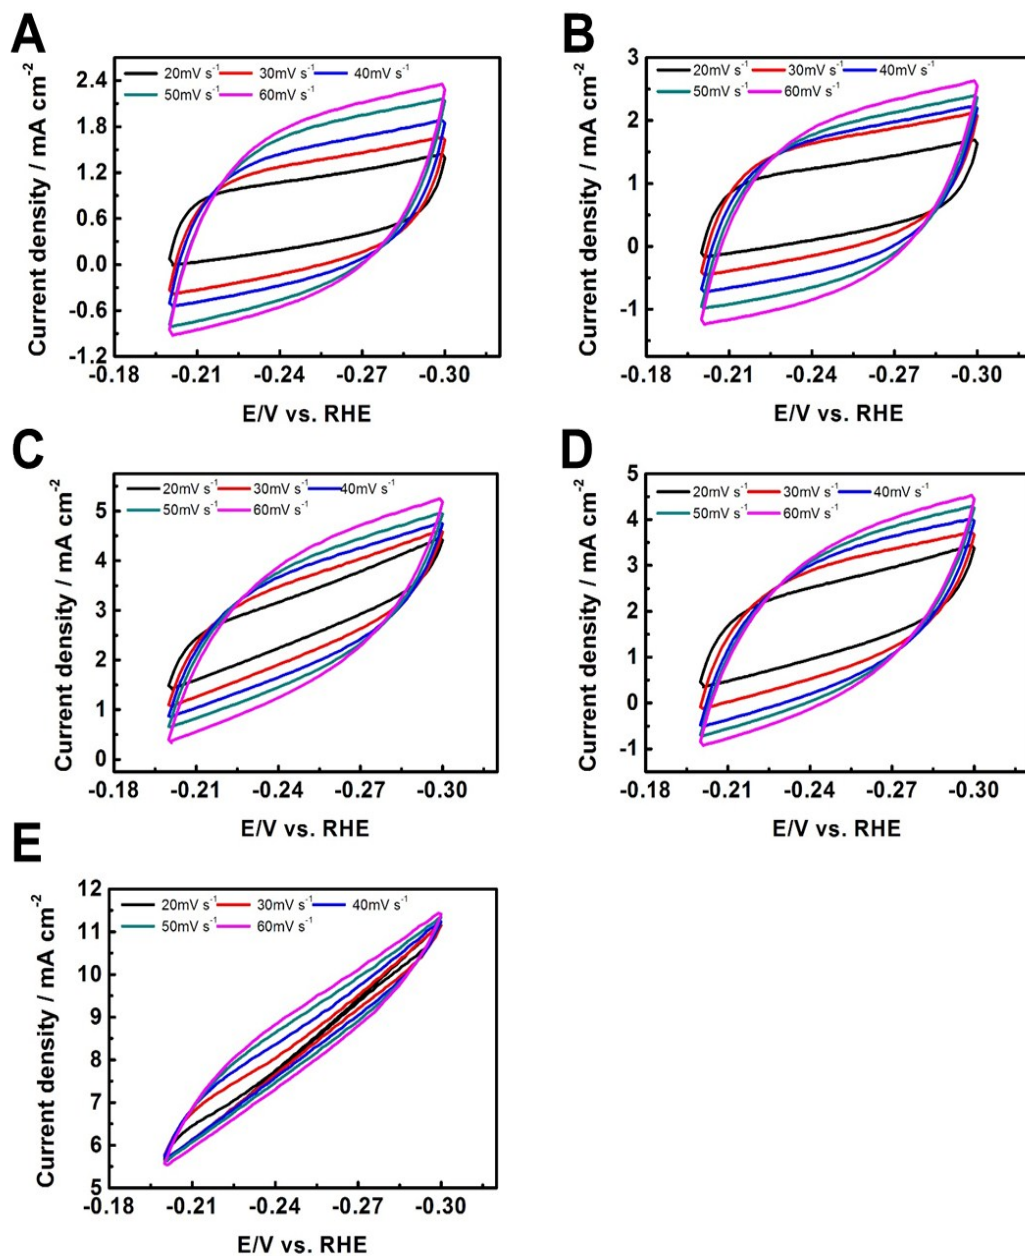 A
20mV s-1 30mV s-1 40mV s-1
50mV s-1 60mV s-1
2.4
1.8
1.2
0.6
0.0
-0.6
-1.2
-0.18 -0.21 -0.24 -0.27 -0.30
Current density / mA cm-2
E/V vs. RHE
B
20mV s-1 30mV s-1 40mV s-1
50mV s-1 60mV s-1
3
2
1
0
-1
-0.18 -0.21 -0.24 -0.27 -0.30
Current density / mA cm-2
E/V vs. RHE
C
20mV s-1 30mV s-1 40mV s-1
50mV s-1 60mV s-1
5
4
3
2
1
0
-0.18 -0.21 -0.24 -0.27 -0.30
Current density / mA cm-2
E/V vs. RHE
D
20mV s-1 30mV s-1 40mV s-1
50mV s-1 60mV s-1
5
4
3
2
1
0
-1
-0.18 -0.21 -0.24 -0.27 -0.30
Current density / mA cm-2
E/V vs. RHE
E
20mV s-1 30mV s-1 40mV s-1
50mV s-1 60mV s-1
12
11
10
9
8
7
6
5
-0.18 -0.21 -0.24 -0.27 -0.30
Current density / mA cm-2
E/V vs. RHE